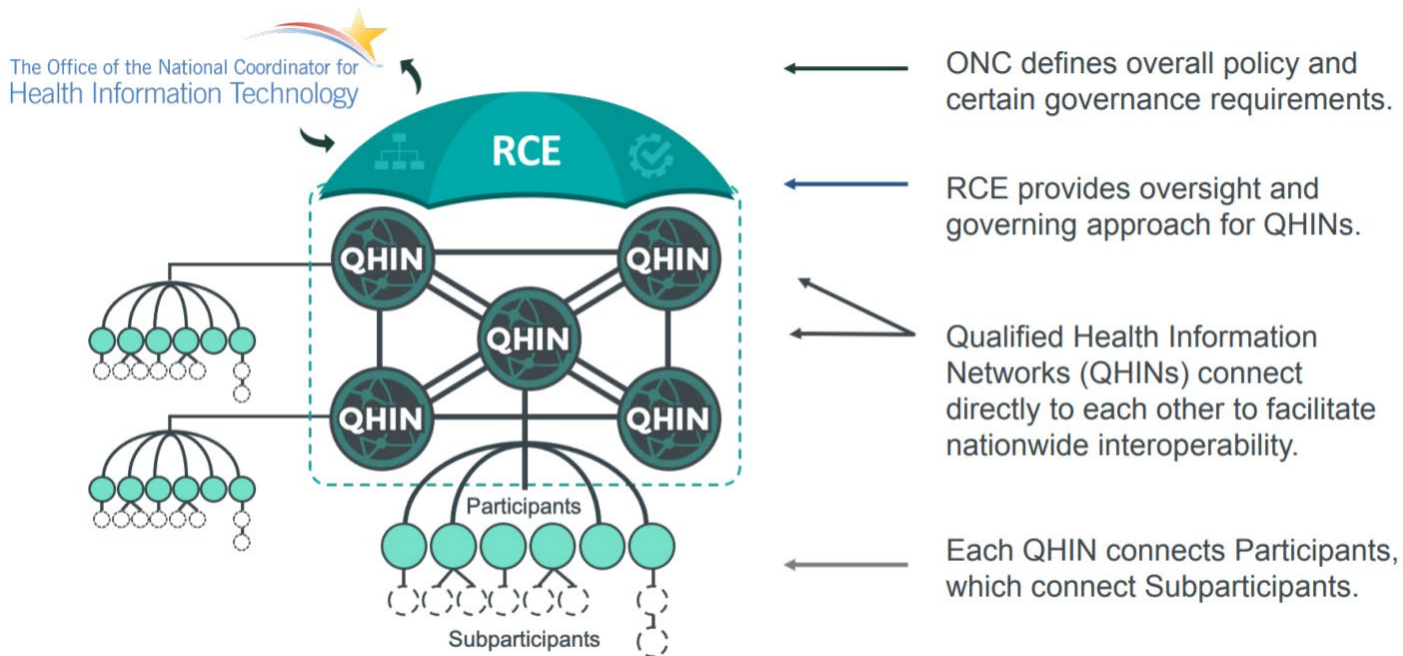 The Office of the National Coordinator for
Health Information Technology
RCE
QHIN
QHIN
QHIN
QHIN
QHIN
Participants
Subparticipants
ONC defines overall policy and
certain governance requirements.
RCE provides oversight and
governing approach for QHINs.
Qualified Health Information
Networks (QHINs) connect
directly to each other to facilitate
nationwide interoperability.
Each QHIN connects Participants,
which connect Subparticipants.